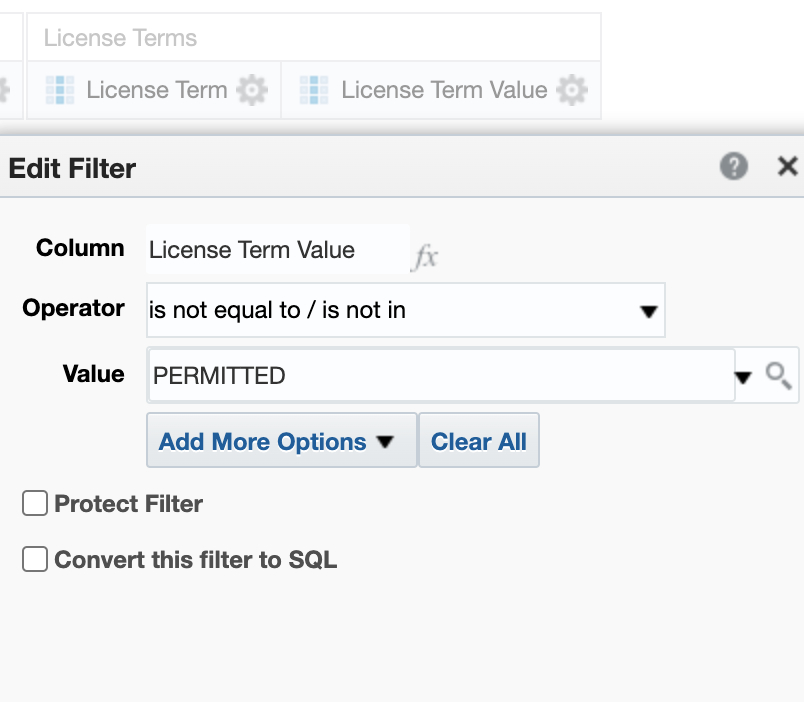 License Terms
License Term License Term Value
Edit Filter ?
Column License Term Value fx
Operator is not equal to / is not in
Value PERMITTED
Add More Options Clear All
Protect Filter
Convert this filter to SQL